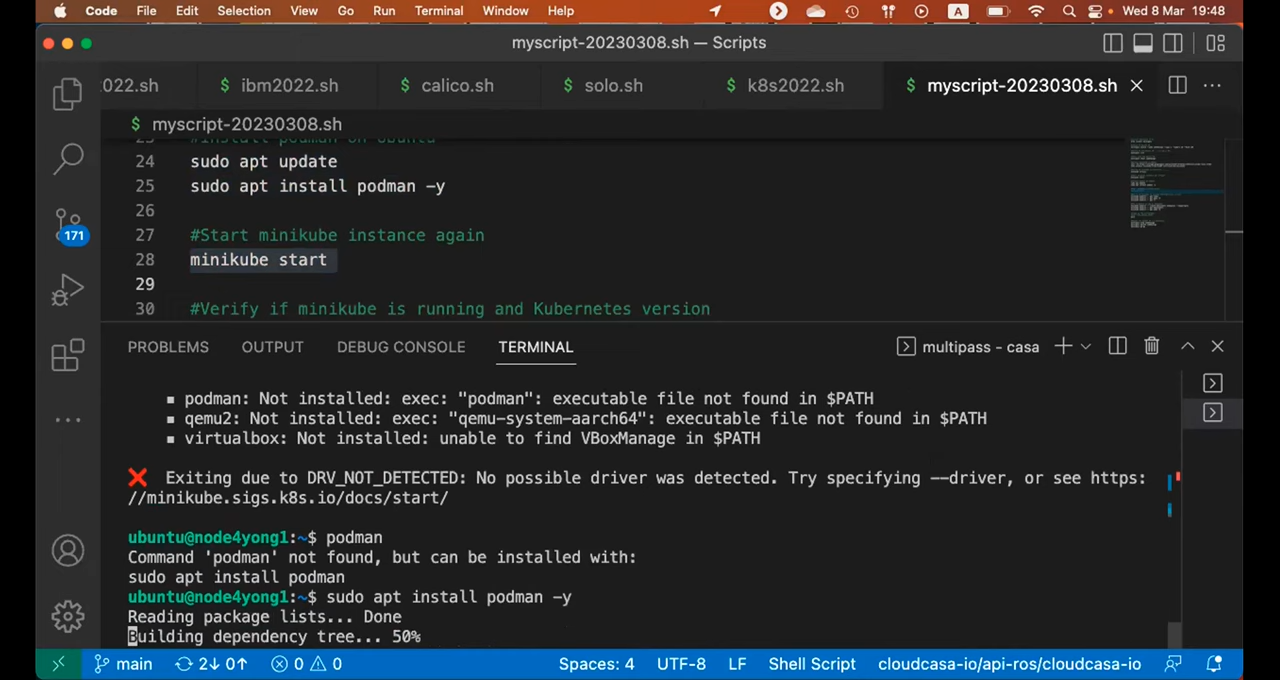 Code File Edit Selection View Go Run Terminal Window Help A Wed 8 Mar 19:48
myscript-20230308.sh — Scripts
2022.sh $ ibm2022.sh $ calico.sh $ solo.sh $ k8s2022.sh $ myscript-20230308.sh
$ myscript-20230308.sh
23 #Install podman on Ubuntu
24 sudo apt update
25 sudo apt install podman -y
26
27 #Start minikube instance again
28 minikube start
29
30 #Verify if minikube is running and Kubernetes version
171
PROBLEMS OUTPUT DEBUG CONSOLE TERMINAL multipass - casa
▪ podman: Not installed: exec: "podman": executable file not found in $PATH
▪ qemu2: Not installed: exec: "qemu-system-aarch64": executable file not found in $PATH
▪ virtualbox: Not installed: unable to find VBoxManage in $PATH
❌ Exiting due to DRV_NOT_DETECTED: No possible driver was detected. Try specifying --driver, or see https:
//minikube.sigs.k8s.io/docs/start/
ubuntu@node4yong1:~$ podman
Command 'podman' not found, but can be installed with:
sudo apt install podman
ubuntu@node4yong1:~$ sudo apt install podman -y
Reading package lists... Done
Building dependency tree... 50%
main 2↓ 0↑ 0 0 Spaces: 4 UTF-8 LF Shell Script cloudcasa-io/api-ros/cloudcasa-io